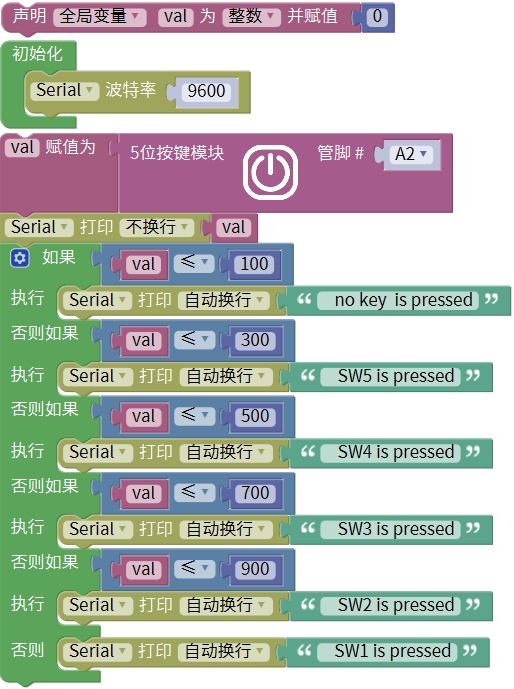 声明 全局变量 val 为 整数 并赋值 0
初始化
Serial 波特率 9600
val 赋值为 5位按键模块 管脚 # A2
Serial 打印 不换行 val
如果 val ≤ 100
执行 Serial 打印 自动换行 “ no key is pressed ”
否则如果 val ≤ 300
执行 Serial 打印 自动换行 “ SW5 is pressed ”
否则如果 val ≤ 500
执行 Serial 打印 自动换行 “ SW4 is pressed ”
否则如果 val ≤ 700
执行 Serial 打印 自动换行 “ SW3 is pressed ”
否则如果 val ≤ 900
执行 Serial 打印 自动换行 “ SW2 is pressed ”
否则 Serial 打印 自动换行 “ SW1 is pressed ”